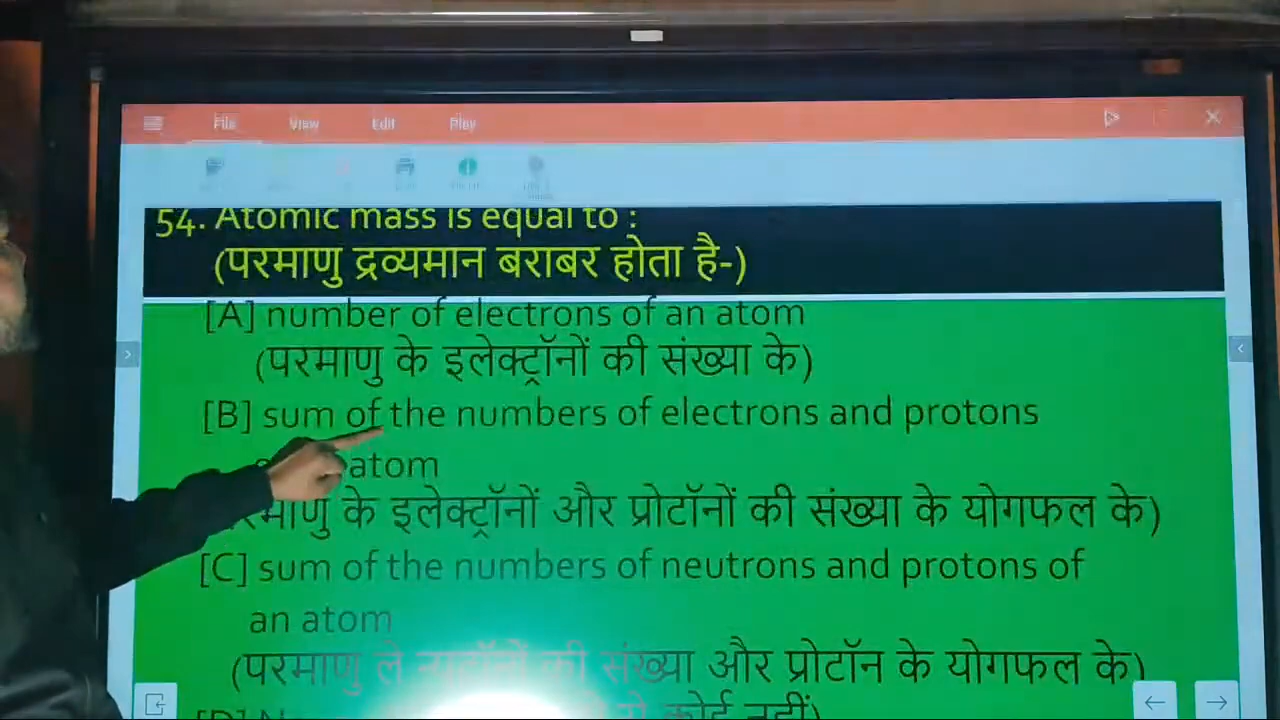 File View Edit Play
54. Atomic mass is equal to :
(परमाणु द्रव्यमान बराबर होता है-)
[A] number of electrons of an atom
(परमाणु के इलेक्ट्रॉनों की संख्या के)
[B] sum of the numbers of electrons and protons
atom
के इलेक्ट्रॉनों और प्रोटॉनों की संख्या के योगफल के)
[C] sum of the numbers of neutrons and protons of
an atom
(परमाणु ले की संख्या और प्रोटॉन के योगफल के)
[D] कोई नहीं)